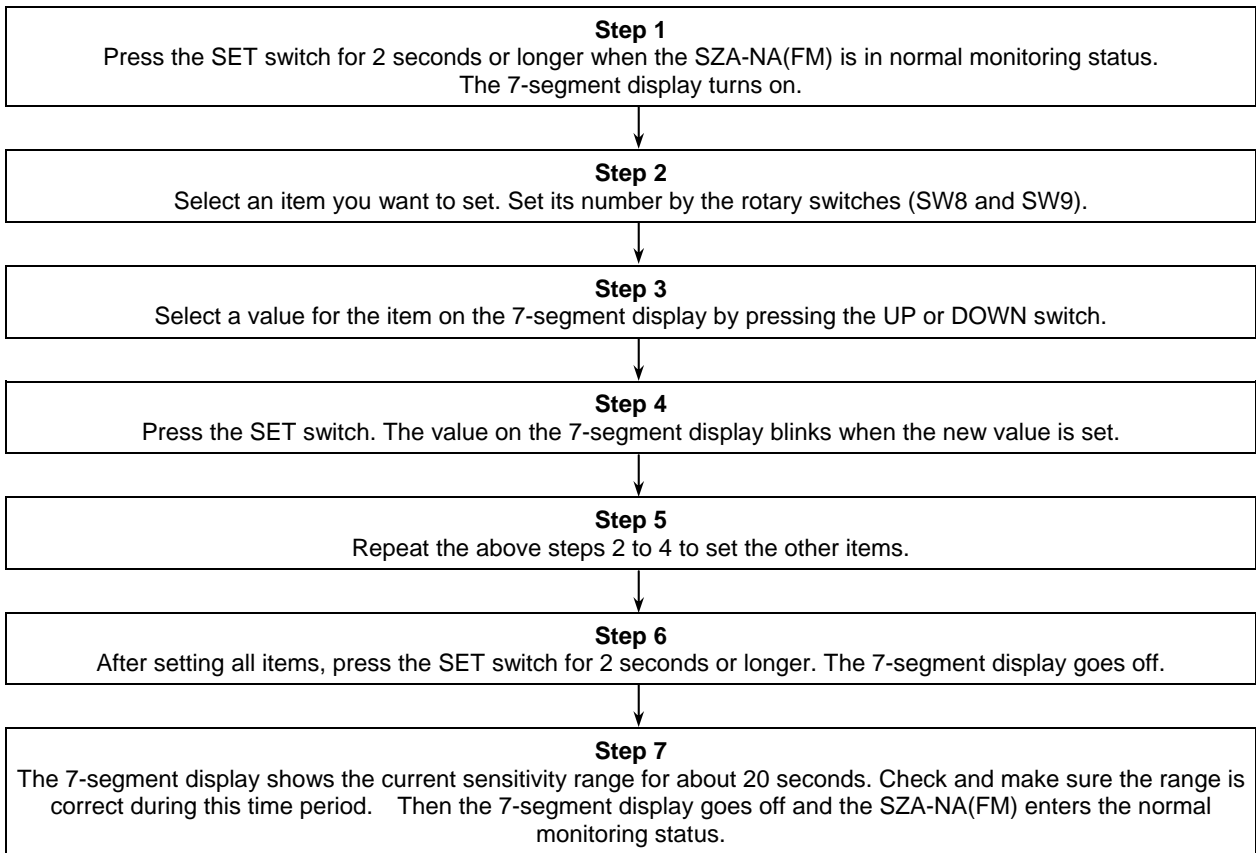 Step 1
Press the SET switch for 2 seconds or longer when the SZA-NA(FM) is in normal monitoring status.
The 7-segment display turns on.
Step 2
Select an item you want to set. Set its number by the rotary switches (SW8 and SW9).
Step 3
Select a value for the item on the 7-segment display by pressing the UP or DOWN switch.
Step 4
Press the SET switch. The value on the 7-segment display blinks when the new value is set.
Step 5
Repeat the above steps 2 to 4 to set the other items.
Step 6
After setting all items, press the SET switch for 2 seconds or longer. The 7-segment display goes off.
Step 7
The 7-segment display shows the current sensitivity range for about 20 seconds. Check and make sure the range is
correct during this time period. Then the 7-segment display goes off and the SZA-NA(FM) enters the normal
monitoring status.